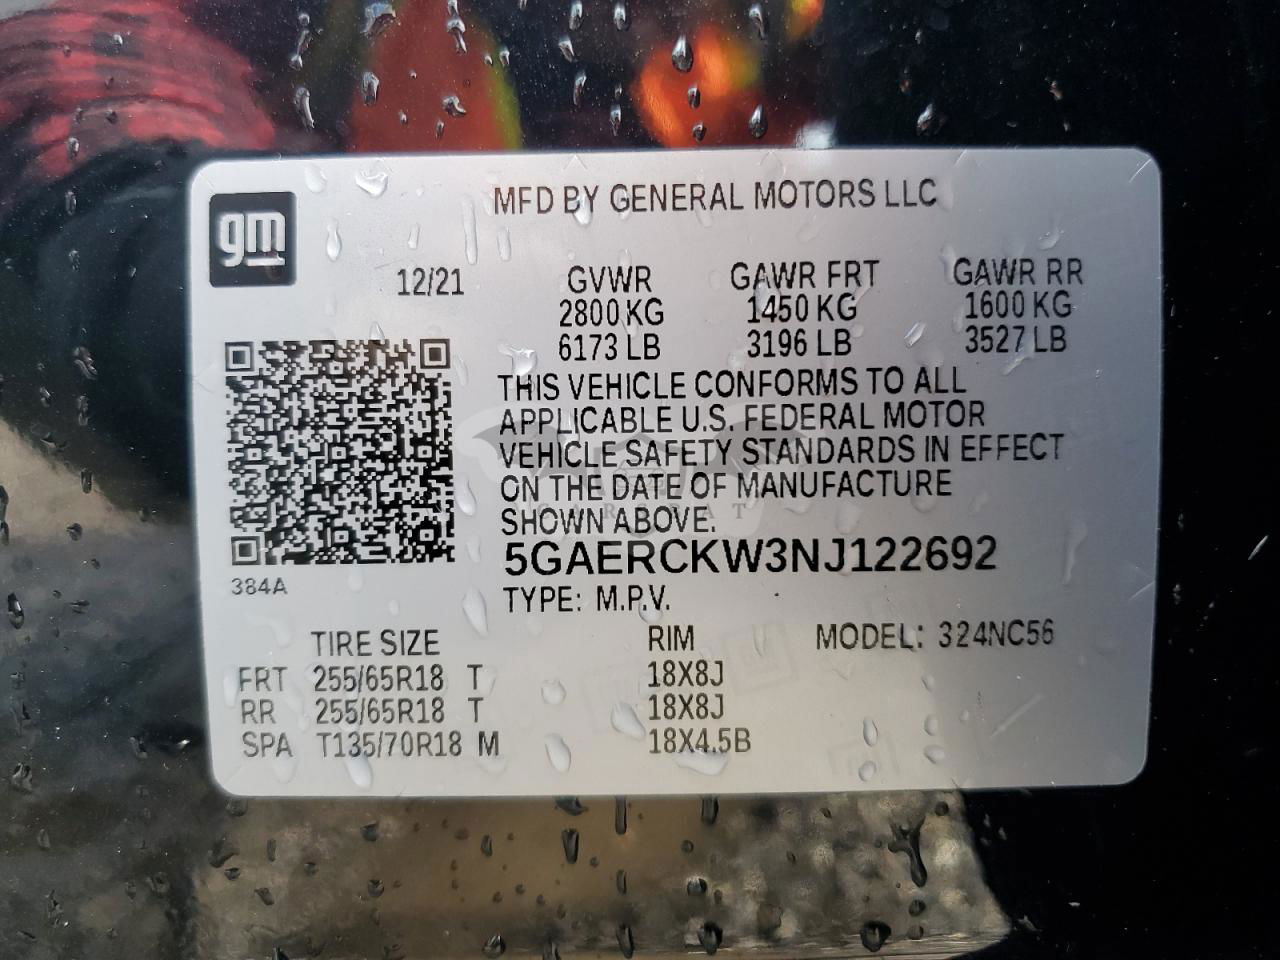 gm
MFD BY GENERAL MOTORS LLC
12/21 GVWR GAWR FRT GAWR RR
2800 KG 1450 KG 1600 KG
6173 LB 3196 LB 3527 LB
THIS VEHICLE CONFORMS TO ALL
APPLICABLE U.S. FEDERAL MOTOR
VEHICLE SAFETY STANDARDS IN EFFECT
ON THE DATE OF MANUFACTURE
CARCBAT
SHOWN ABOVE.
5GAERCKW3NJ122692
384A
TYPE: M.P.V.
TIRE SIZE RIM MODEL: 324NC56
FRT 255/65R18 T 18X8J
RR 255/65R18 T 18X8J
SPA T135/70R18 M 18X4.5B